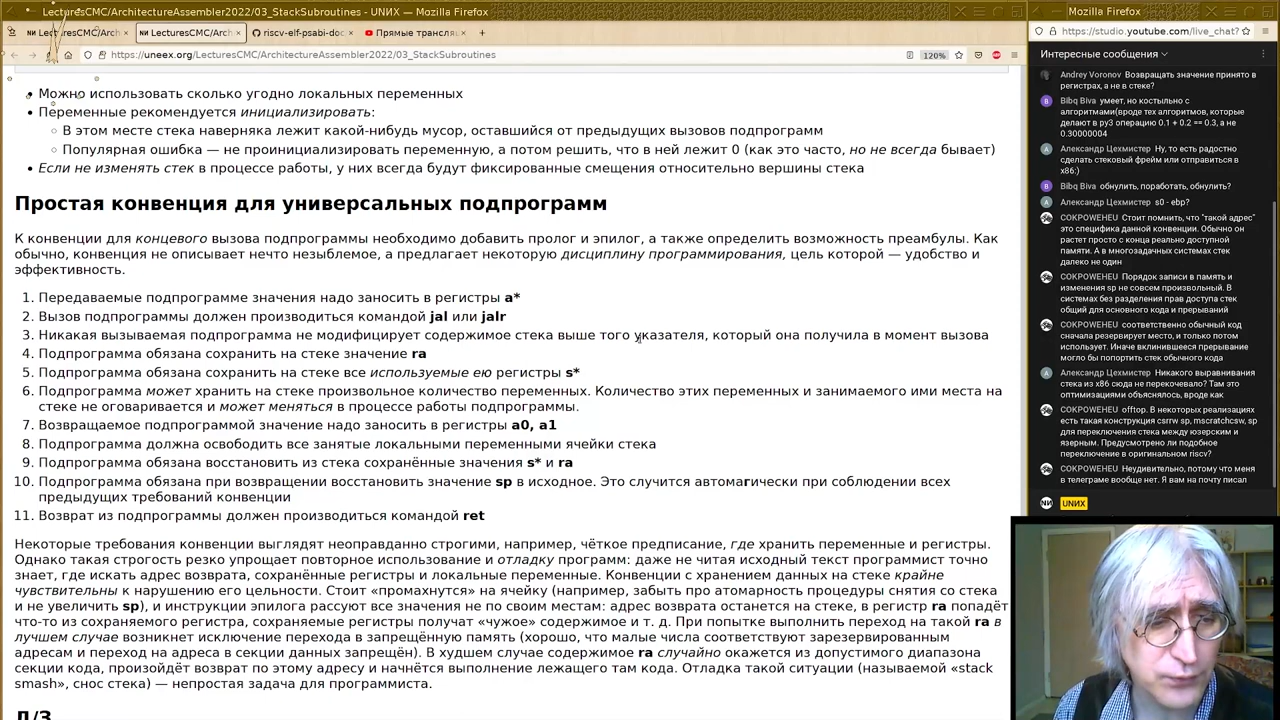 LecturesCMC/ArchitectureAssembler2022/03_StackSubroutines - UNИX — Mozilla Firefox
Mozilla Firefox
LecturesCMC/Arch
LecturesCMC/Arch
riscv-elf-psabi-doc
Прямые трансляц
https://uneex.org/LecturesCMC/ArchitectureAssembler2022/03_StackSubroutines
120%
https://studio.youtube.com/live_chat?
Можно использовать сколько угодно локальных переменных
Переменные рекомендуется инициализировать:
В этом месте стека наверняка лежит какой-нибудь мусор, оставшийся от предыдущих вызовов подпрограмм
Популярная ошибка — не проинициализировать переменную, а потом решить, что в ней лежит 0 (как это часто, но не всегда бывает)
Если не изменять стек в процессе работы, у них всегда будут фиксированные смещения относительно вершины стека
Простая конвенция для универсальных подпрограмм
К конвенции для концевого вызова подпрограммы необходимо добавить пролог и эпилог, а также определить возможность преамбулы. Как
обычно, конвенция не описывает нечто незыблемое, а предлагает некоторую дисциплину программирования, цель которой — удобство и
эффективность.
1. Передаваемые подпрограмме значения надо заносить в регистры a*
2. Вызов подпрограммы должен производиться командой jal или jalr
3. Никакая вызываемая подпрограмма не модифицирует содержимое стека выше того указателя, который она получила в момент вызова
4. Подпрограмма обязана сохранить на стеке значение ra
5. Подпрограмма обязана сохранить на стеке все используемые ею регистры s*
6. Подпрограмма может хранить на стеке произвольное количество переменных. Количество этих переменных и занимаемого ими места на
стеке не оговаривается и может меняться в процессе работы подпрограммы.
7. Возвращаемое подпрограммой значение надо заносить в регистры a0, a1
8. Подпрограмма должна освободить все занятые локальными переменными ячейки стека
9. Подпрограмма обязана восстановить из стека сохранённые значения s* и ra
10. Подпрограмма обязана при возвращении восстановить значение sp в исходное. Это случится автомагически при соблюдении всех
предыдущих требований конвенции
11. Возврат из подпрограммы должен производиться командой ret
Некоторые требования конвенции выглядят неоправданно строгими, например, чёткое предписание, где хранить переменные и регистры.
Однако такая строгость резко упрощает повторное использование и отладку программ: даже не читая исходный текст программист точно
знает, где искать адрес возврата, сохранённые регистры и локальные переменные. Конвенции с хранением данных на стеке крайне
чувствительны к нарушению его цельности. Стоит «промахнуться» на ячейку (например, забыть про атомарность процедуры снятия со стека
и не увеличить sp), и инструкции эпилога рассуют все значения не по своим местам: адрес возврата останется на стеке, в регистр ra попадёт
что-то из сохраняемого регистра, сохраняемые регистры получат «чужое» содержимое и т. д. При попытке выполнить переход на такой ra в
лучшем случае возникнет исключение перехода в запрещённую память (хорошо, что малые числа соответствуют зарезервированным
адресам и переход на адреса в секции данных запрещён). В худшем случае содержимое ra случайно окажется из допустимого диапазона
секции кода, произойдёт возврат по этому адресу и начнётся выполнение лежащего там кода. Отладка такой ситуации (называемой «stack
smash», снос стека) — непростая задача для программиста.
Д/З
Интересные сообщения
Andrey Voronov Возвращать значение принято в
регистрах, а не в стеке?
B
Bibq Biva умеет, но костыльно с
алгоритмами(вроде тех алгоритмов, которые
делают в py3 операцию 0.1 + 0.2 == 0.3, а не
0.30000004
А
Александр Цехмистер Ну, то есть радостно
сделать стековый фрейм или отправиться в
x86:)
B
Bibq Biva обнулить, поработать, обнулить?
А
Александр Цехмистер s0 - ebp?
COKPOWEHEU Стоит помнить, что "такой адрес"
это специфика данной конвенции. Обычно он
растет просто с конца реально доступной
памяти. А в многозадачных системах стек
далеко не один
COKPOWEHEU Порядок записи в память и
изменения sp не совсем произвольный. В
системах без разделения прав доступа стек
общий для основного кода и прерываний
COKPOWEHEU соответственно обычный код
сначала резервирует место, и только потом
использует. Иначе вклинившееся прерывание
могло бы попортить стек обычного кода
А
Александр Цехмистер Никакого выравнивания
стека из x86 сюда не перекочевало? Там это
оптимизациями объяснялось, вроде как
COKPOWEHEU offtop. В некоторых реализациях
есть такая конструкция csrrw sp, mscratchcsw, sp
для переключения стека между юзерским и
ядерным. Предусмотрено ли подобное
переключение в оригинальном riscv?
COKPOWEHEU Неудивительно, потому что меня
в телеграме вообще нет. Я вам на почту писал
UNИX